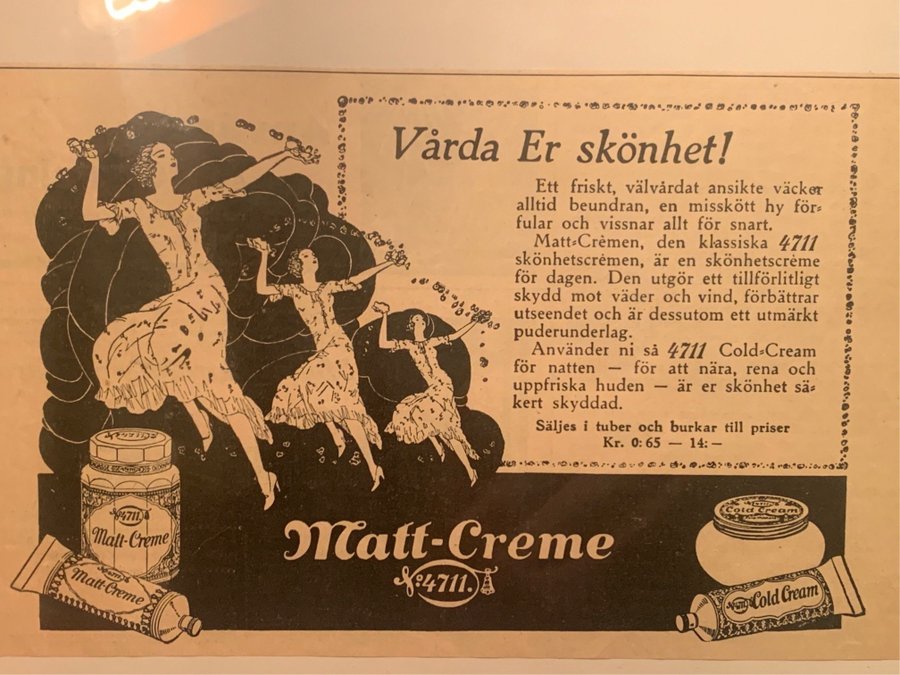 Vårda Er skönhet!
Ett friskt, välvårdat ansikte väcker
alltid beundran, en misskött hy för-
fular och vissnar allt för snart.
Matt-Crèmen, den klassiska 4711
skönhetscrèmen, är en skönhetscrème
för dagen. Den utgör ett tillförlitligt
skydd mot väder och vind, förbättrar
utseendet och är dessutom ett utmärkt
puderunderlag.
Använder ni så 4711 Cold-Cream
för natten — för att nära, rena och
uppfriska huden — är er skönhet sä-
kert skyddad.
Säljes i tuber och burkar till priser
Kr. 0:65 — 14:—
Matt-Creme
No 4711.
No 4711
Matt-Creme
Matt-Creme
Cold Cream
Cold Cream